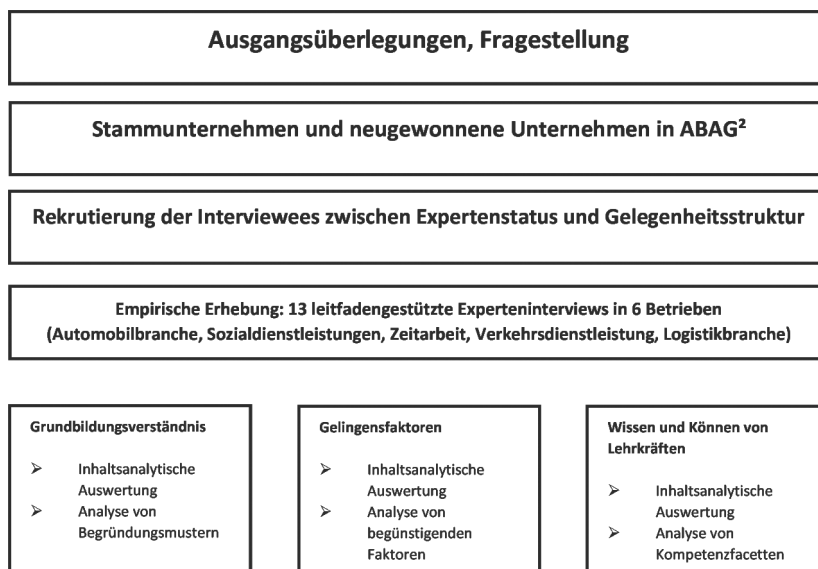 Ausgangsüberlegungen, Fragestellung
Stammunternehmen und neugewonnene Unternehmen in ABAG²
Rekrutierung der Interviewees zwischen Expertenstatus und Gelegenheitsstruktur
Empirische Erhebung: 13 leitfadengestützte Experteninterviews in 6 Betrieben
(Automobilbranche, Sozialdienstleistungen, Zeitarbeit, Verkehrsdienstleistung, Logistikbranche)
Grundbildungsverständnis
➢ Inhaltsanalytische
Auswertung
➢ Analyse von
Begründungsmustern
Gelingensfaktoren
➢ Inhaltsanalytische
Auswertung
➢ Analyse von
begünstigenden
Faktoren
Wissen und Können von
Lehrkräften
➢ Inhaltsanalytische
Auswertung
➢ Analyse von
Kompetenzfacetten